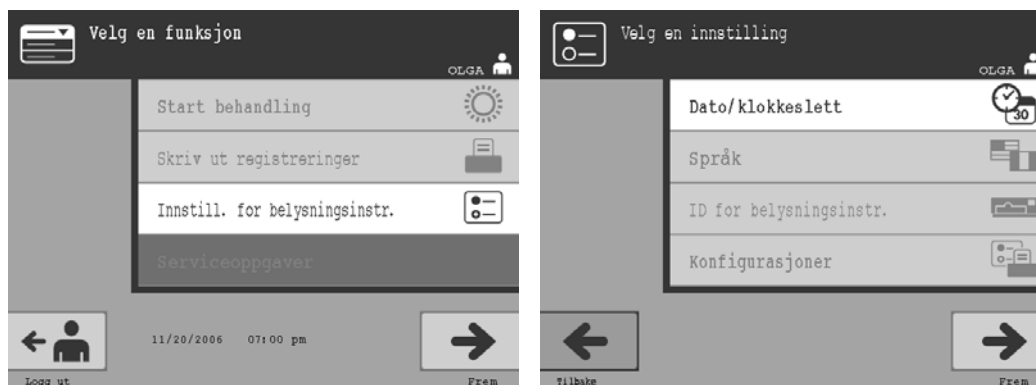 Velg en funksjon
OLGA
Start behandling
Skriv ut registreringer
Innstill. for belysningsinstr.
Serviceoppgaver
11/20/2006 07:00 pm
Logg ut
Frem
Velg en innstilling
OLGA
Dato/klokkeslett
30
Språk
ID for belysningsinstr.
Konfigurasjoner
Tilbake
Frem